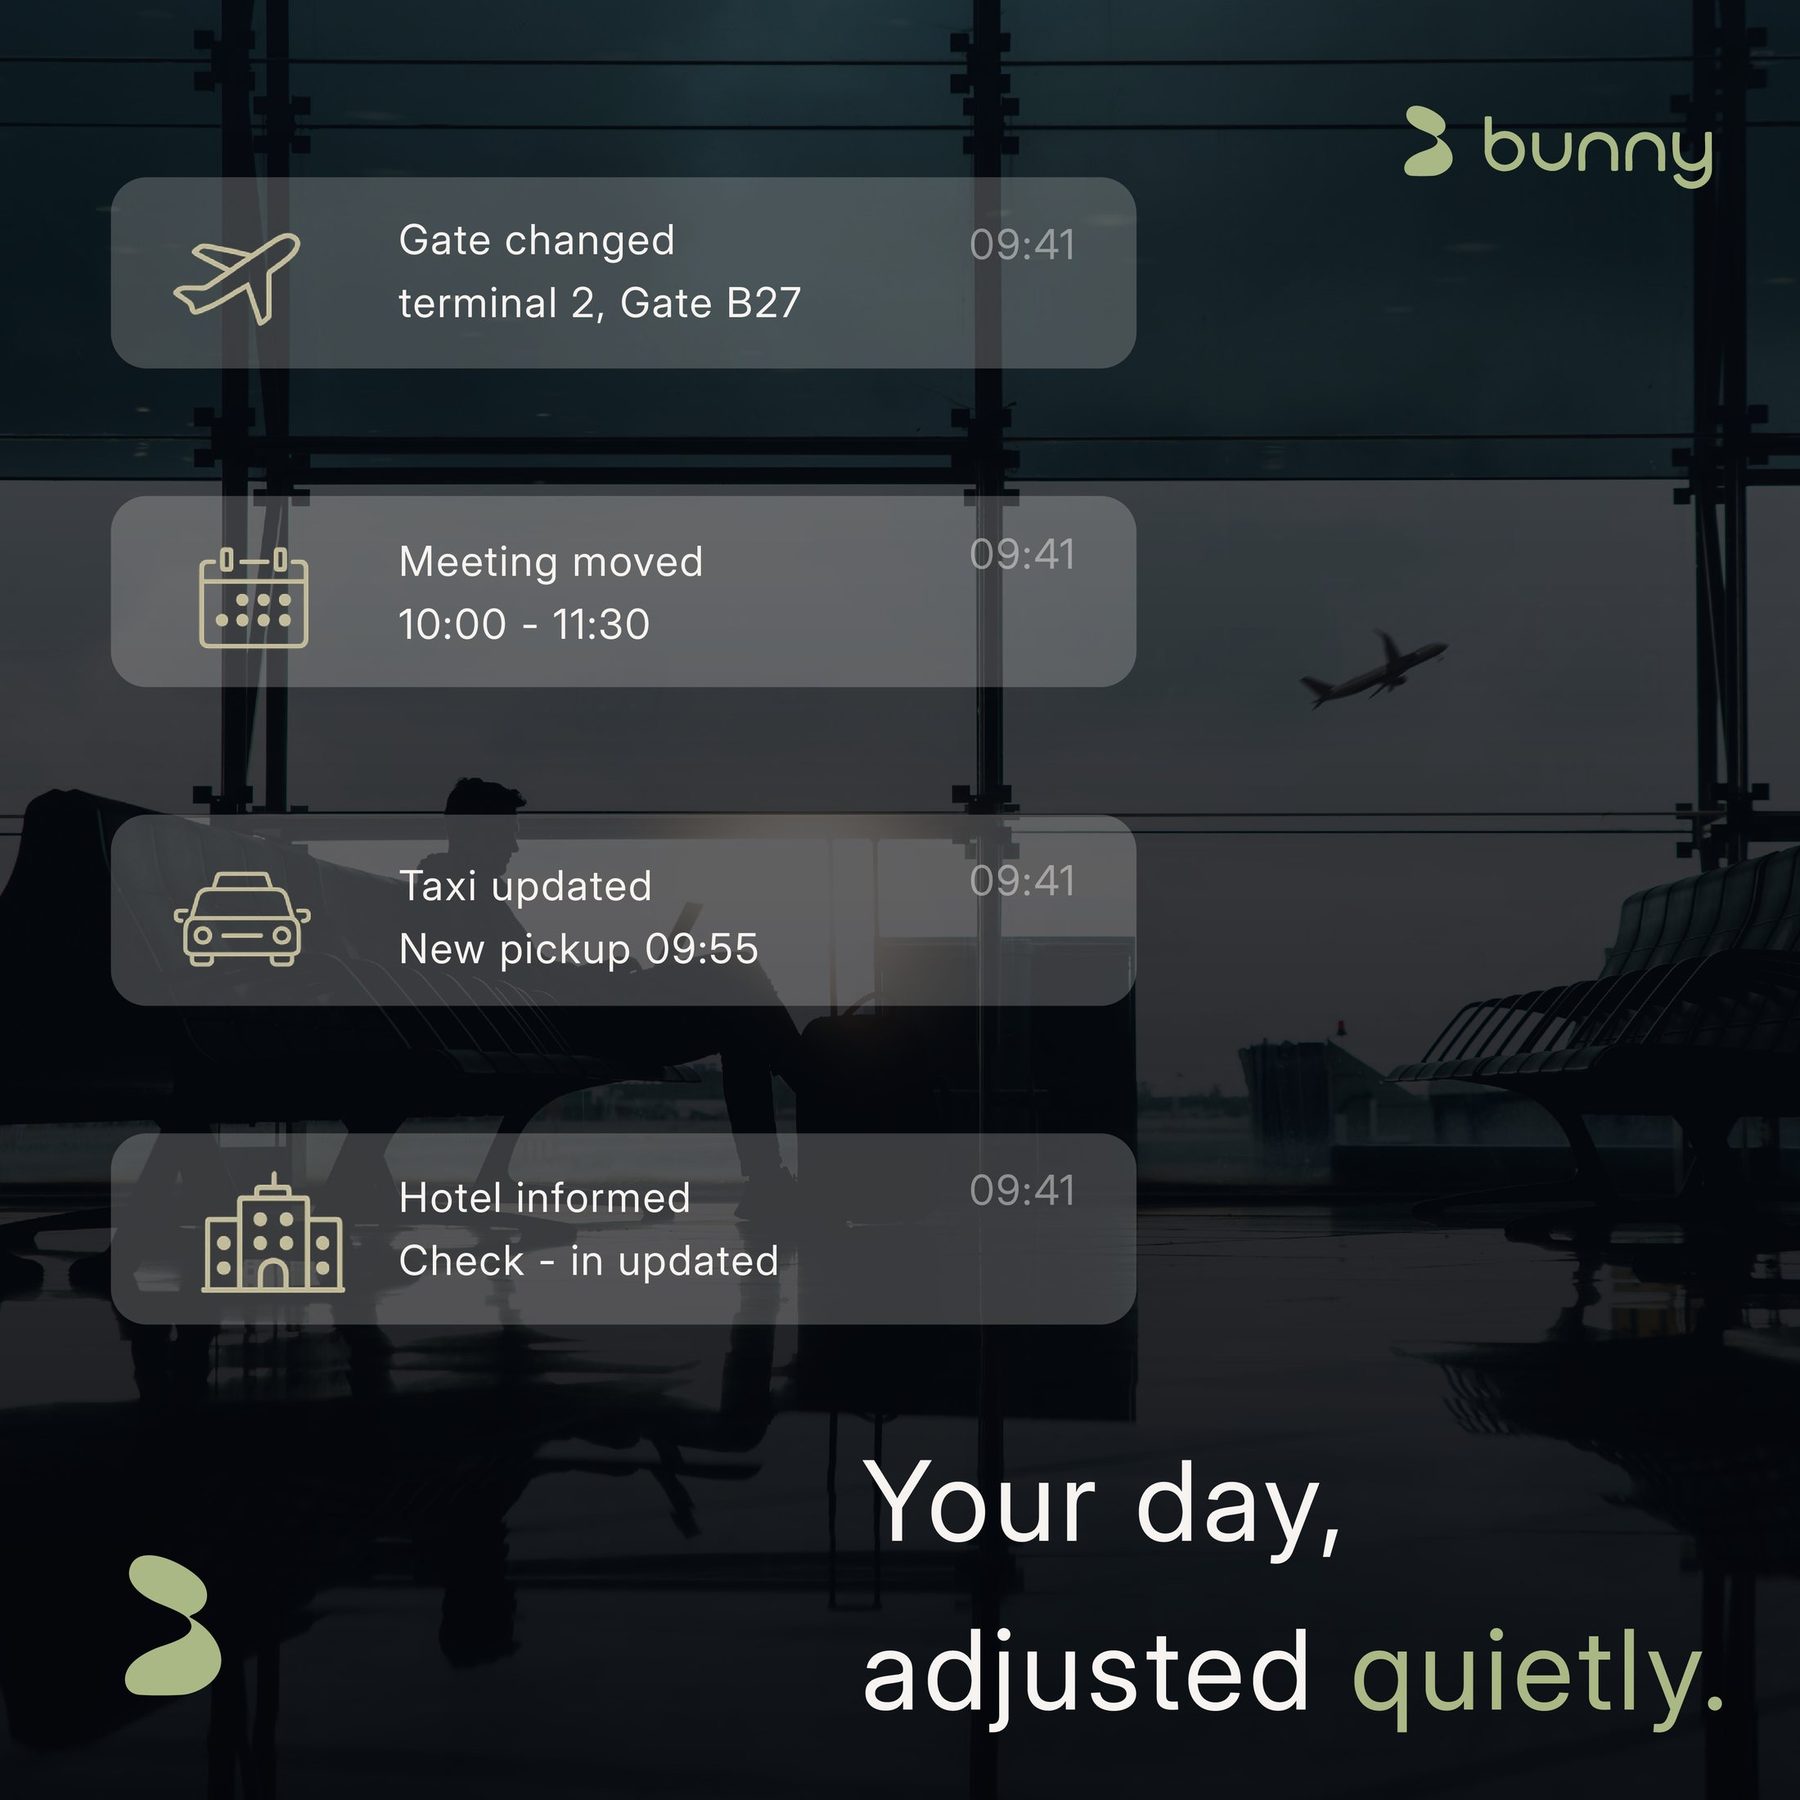 bunny
Gate changed
09:41
terminal 2, Gate B27
Meeting moved
09:41
10:00 - 11:30
Taxi updated
09:41
New pickup 09:55
Hotel informed
09:41
Check - in updated
Your day,
adjusted quietly.